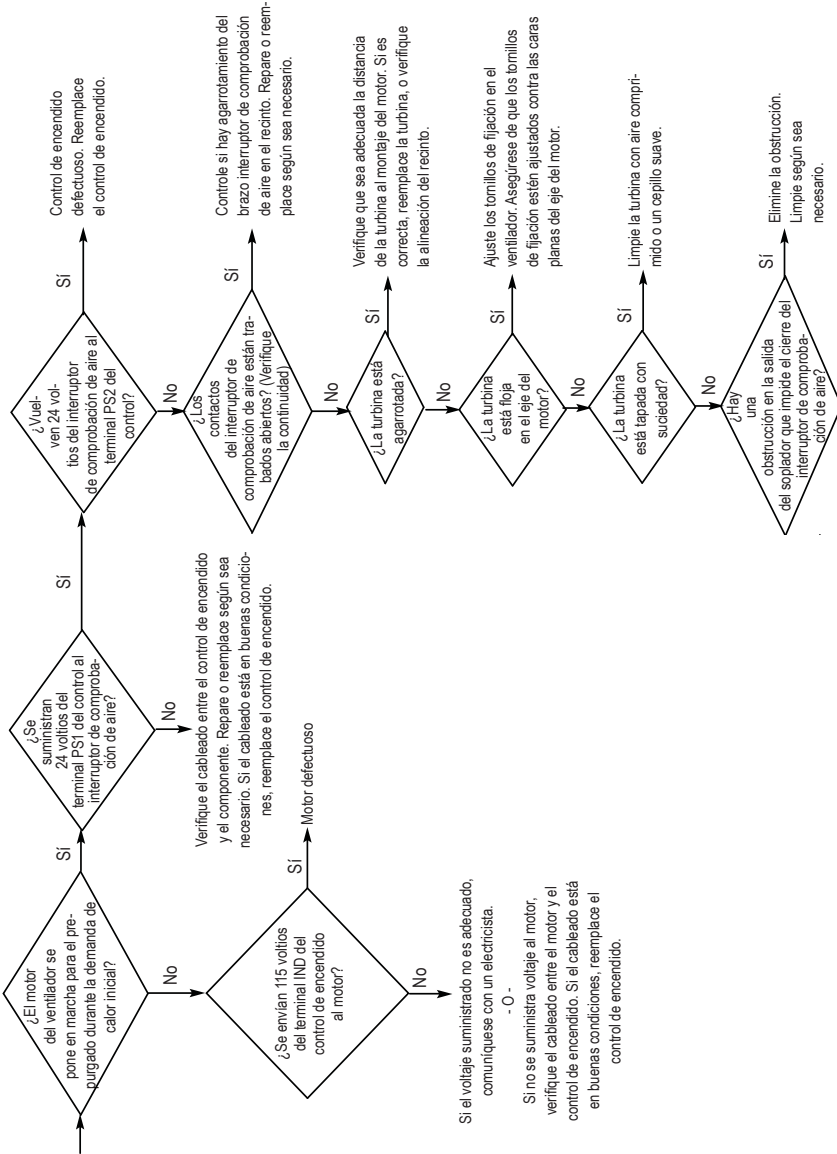 ¿El motor
del ventilador se
pone en marcha para el pre-
purgado durante la demanda de
calor inicial?
Sí
No
¿Se envían 115 voltios
del terminal IND del
control de encendido
al motor?
Sí
Motor defectuoso
No
Si el voltaje suministrado no es adecuado,
comuníquese con un electricista.
- O -
Si no se suministra voltaje al motor,
verifique el cableado entre el motor y el
control de encendido. Si el cableado está
en buenas condiciones, reemplace el
control de encendido.
¿Se
suministran
24 voltios del
terminal PS1 del control al
interruptor de comproba-
ción de aire?
Sí
No
Verifique el cableado entre el control de encendido
y el componente. Repare o reemplace según sea
necesario. Si el cableado está en buenas condicio-
nes, reemplace el control de encendido.
¿Vuel-
ven 24 vol-
tios del interruptor
de comprobación de aire al
terminal PS2 del
control?
Sí
Control de encendido
defectuoso. Reemplace
el control de encendido.
No
¿Los
contactos
del interruptor de
comprobación de aire están tra-
bados abiertos? (Verifique
la continuidad)
Sí
Controle si hay agarrotamiento del
brazo interruptor de comprobación
de aire en el recinto. Repare o reem-
place según sea necesario.
No
¿La turbina está
agarrotada?
Sí
Verifique que sea adecuada la distancia
de la turbina al montaje del motor. Si es
correcta, reemplace la turbina, o verifique
la alineación del recinto.
No
¿La turbina
está floja
en el eje del
motor?
Sí
Ajuste los tornillos de fijación en el
ventilador. Asegúrese de que los tornillos
de fijación estén ajustados contra las caras
planas del eje del motor.
No
¿La turbina
está tapada con
suciedad?
Sí
Limpie la turbina con aire compri-
mido o un cepillo suave.
No
¿Hay
una
obstrucción en la salida
del soplador que impide el cierre del
interruptor de comproba-
ción de aire?
Sí
Elimine la obstrucción.
Limpie según sea
necesario.